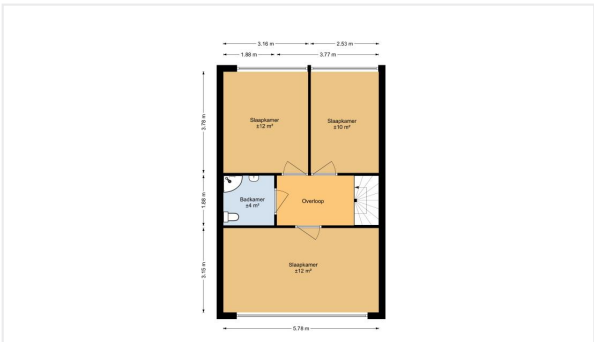 3.16 m
2.53 m
1.88 m
3.77 m
3.78 m
Slaapkamer
±12 m²
Slaapkamer
±10 m²
1.88 m
Badkamer
±4 m²
Overloop
3.15 m
Slaapkamer
±12 m²
5.78 m